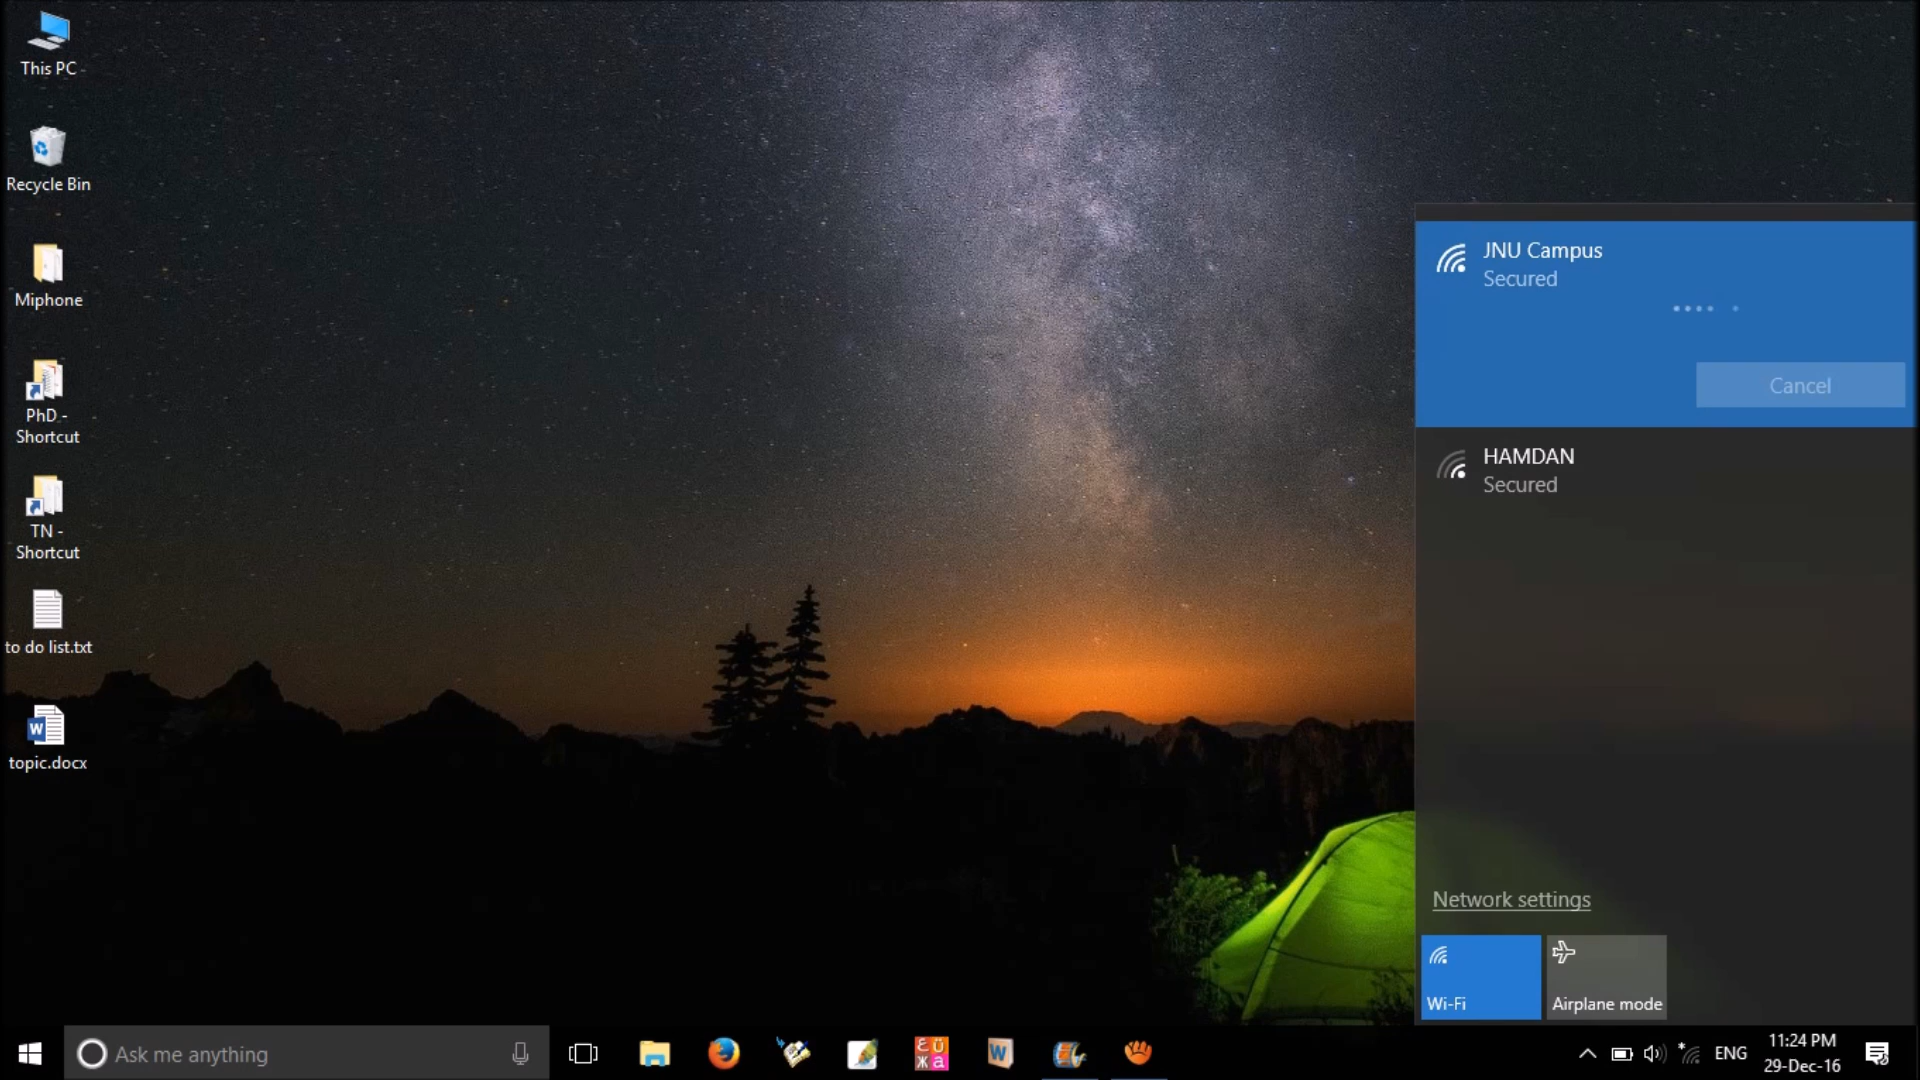 This PC
Recycle Bin
Miphone
PhD -
Shortcut
TN -
Shortcut
to do list.txt
W
topic.docx
JNU Campus
Secured
Cancel
HAMDAN
Secured
Network settings
Wi-Fi
Airplane mode
Ask me anything
W
ENG
11:24 PM
29-Dec-16